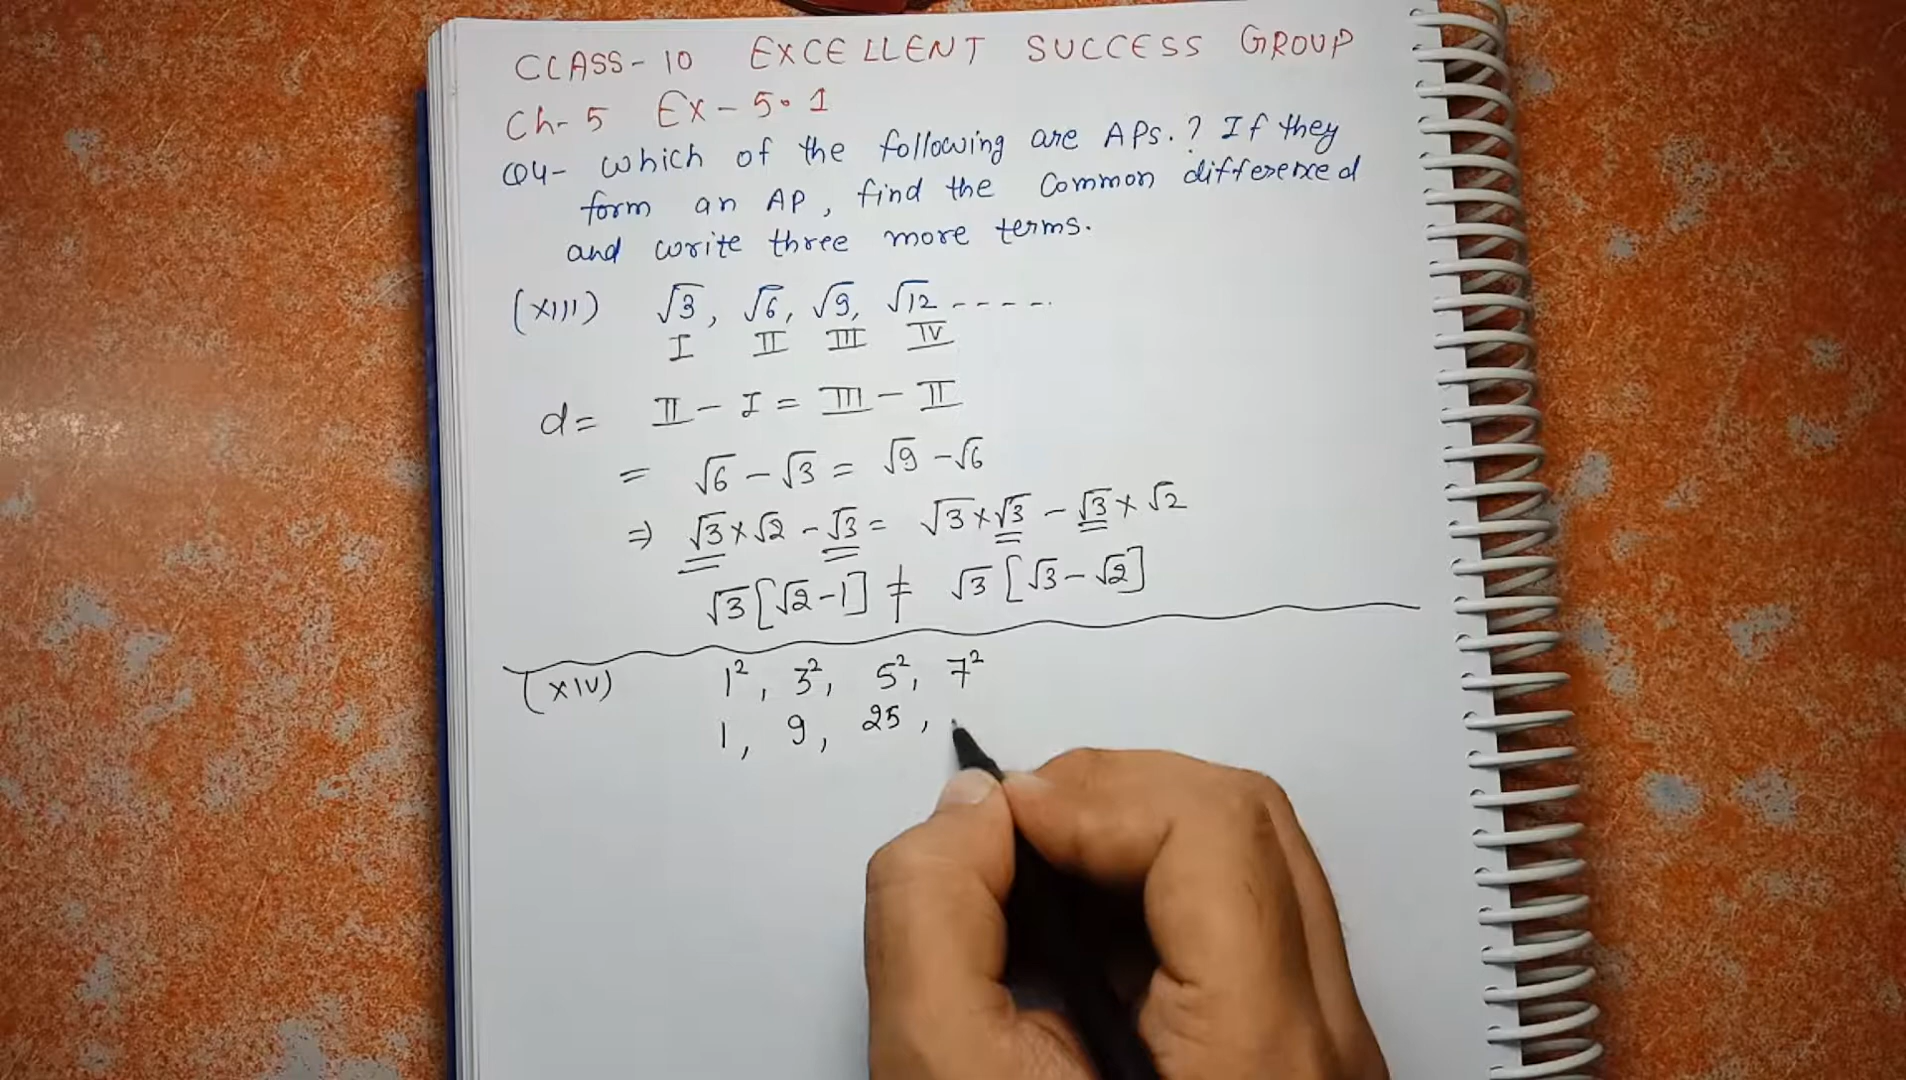 CLASS-10 EXCELLENT SUCCESS GROUP
Ch-5 Ex-5.1
Q4- which of the following are APs.? If they
form an AP, find the common difference d
and write three more terms.
(XIII) √3, √6, √9, √12 -----.
I II III IV
d= II - I = III - II
= √6 - √3 = √9 - √6
⇒ √3×√2 - √3 = √3×√3 - √3×√2
√3[√2-1] ≠ √3[√3-√2]
(XIV) 1², 3², 5², 7²
1, 9, 25,